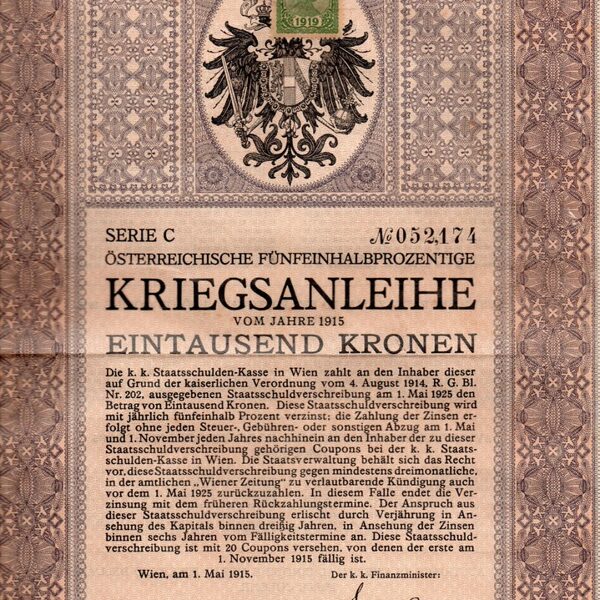 1919
SERIE C № 052,174
ÖSTERREICHISCHE FÜNFEINHALBPROZENTIGE
KRIEGSANLEIHE
VOM JAHRE 1915
EINTAUSEND KRONEN
Die k. k. Staatsschulden-Kasse in Wien zahlt an den Inhaber dieser
auf Grund der kaiserlichen Verordnung vom 4. August 1914, R. G. Bl.
Nr. 202, ausgegebenen Staatsschuldverschreibung am 1. Mai 1925 den
Betrag von Eintausend Kronen. Diese Staatsschuldverschreibung wird
mit jährlich fünfeinhalb Prozent verzinst; die Zahlung der Zinsen er-
folgt ohne jeden Steuer-, Gebühren- oder sonstigen Abzug am 1. Mai
und 1. November jeden Jahres nachhinein an den Inhaber der zu dieser
Staatsschuldverschreibung gehörigen Coupons bei der k. k. Staats-
schulden-Kasse in Wien. Die Staatsverwaltung behält sich das Recht
vor, diese Staatsschuldverschreibung gegen mindestens dreimonatliche,
in der amtlichen „Wiener Zeitung" zu verlautbarende Kündigung auch
vor dem 1. Mai 1925 zurückzuzahlen. In diesem Falle endet die Ver-
zinsung mit dem früheren Rückzahlungstermine. Der Anspruch aus
dieser Staatsschuldverschreibung erlischt durch Verjährung in An-
sehung des Kapitals binnen dreißig Jahren, in Ansehung der Zinsen
binnen sechs Jahren vom Fälligkeitstermine an. Diese Staatsschuld-
verschreibung ist mit 20 Coupons versehen, von denen der erste am
1. November 1915 fällig ist.
Wien, am 1. Mai 1915. Der k. k. Finanzminister: